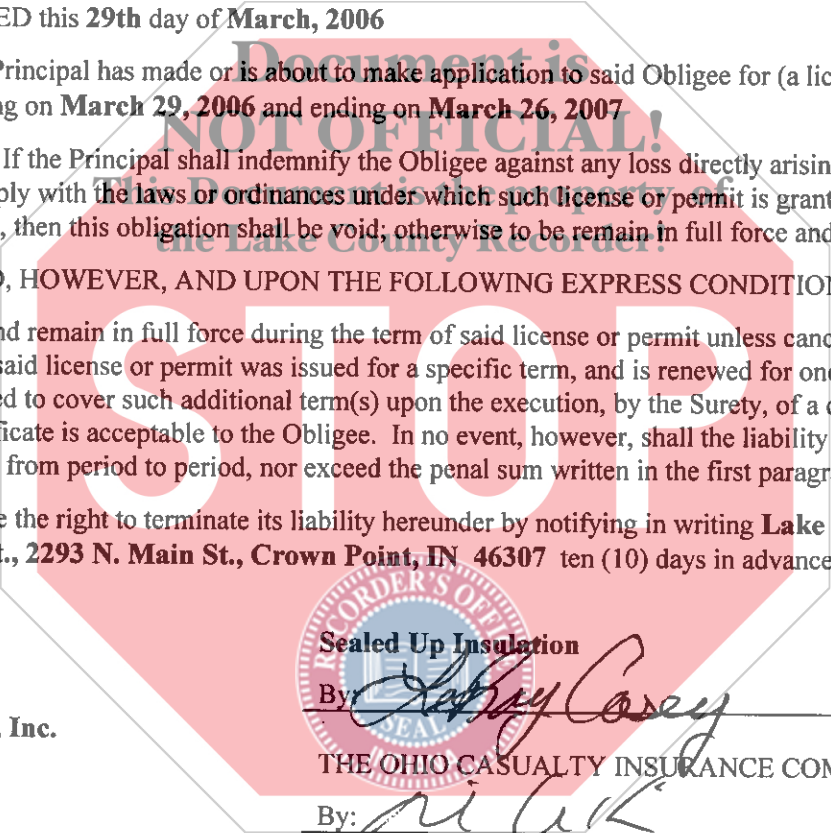 ED this 29th day of March, 2006
Document is
Principal has made or is about to make application to said Obligee for (a lic
ng on March 29, 2006 and ending on March 26, 2007
NOT OFFICIAL!
If the Principal shall indemnify the Obligee against any loss directly arisin
This Document is the property of
ply with the laws or ordinances under which such license or permit is grant
the Lake County Recorder!
, then this obligation shall be void; otherwise to be remain in full force and
D, HOWEVER, AND UPON THE FOLLOWING EXPRESS CONDITION
STOP
nd remain in full force during the term of said license or permit unless canc
said license or permit was issued for a specific term, and is renewed for one
ed to cover such additional term(s) upon the execution, by the Surety, of a c
ficate is acceptable to the Obligee. In no event, however, shall the liability
from period to period, nor exceed the penal sum written in the first paragr
e the right to terminate its liability hereunder by notifying in writing Lake
t., 2293 N. Main St., Crown Point, IN 46307 ten (10) days in advance
RECORDER'S OFFICE
Sealed Up Insulation
By: LeRoy Casey
SEAL
, Inc.
THE OHIO CASUALTY INSURANCE COM
By: